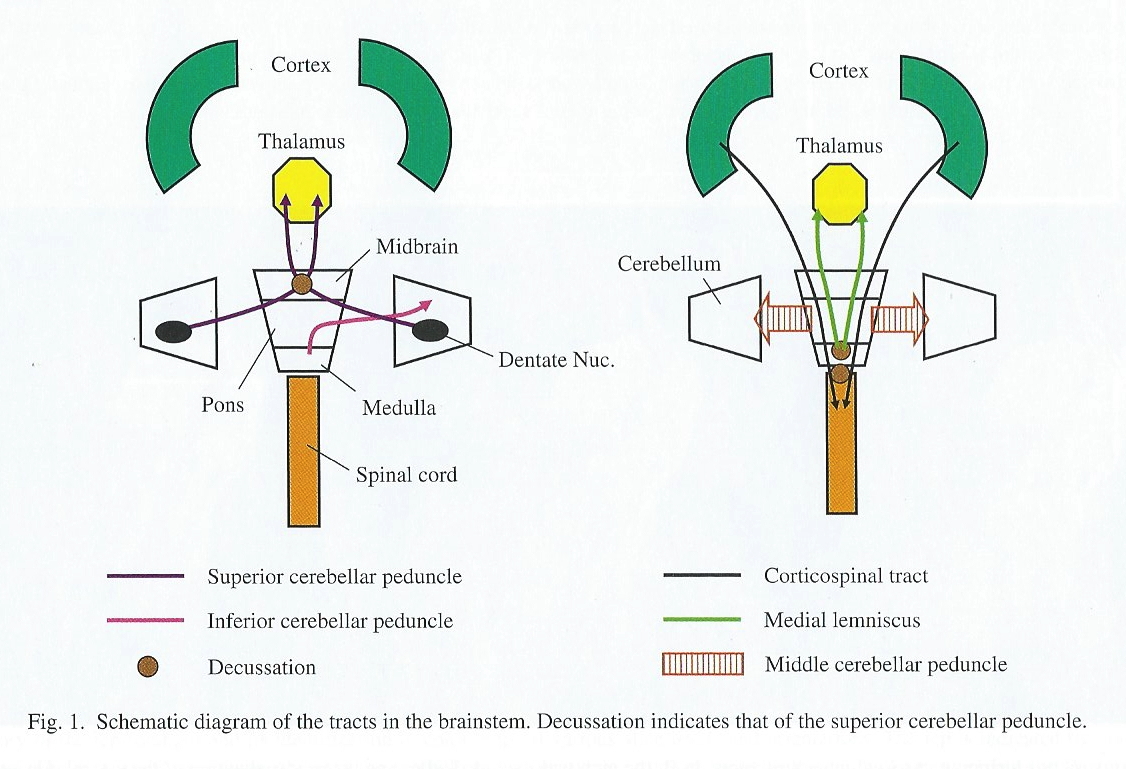 Cortex
Thalamus
Midbrain
Dentate Nuc.
Pons
Medulla
Spinal cord
Superior cerebellar peduncle
Inferior cerebellar peduncle
Decussation
Cortex
Thalamus
Cerebellum
Corticospinal tract
Medial lemniscus
Middle cerebellar peduncle
Fig. 1. Schematic diagram of the tracts in the brainstem. Decussation indicates that of the superior cerebellar peduncle.